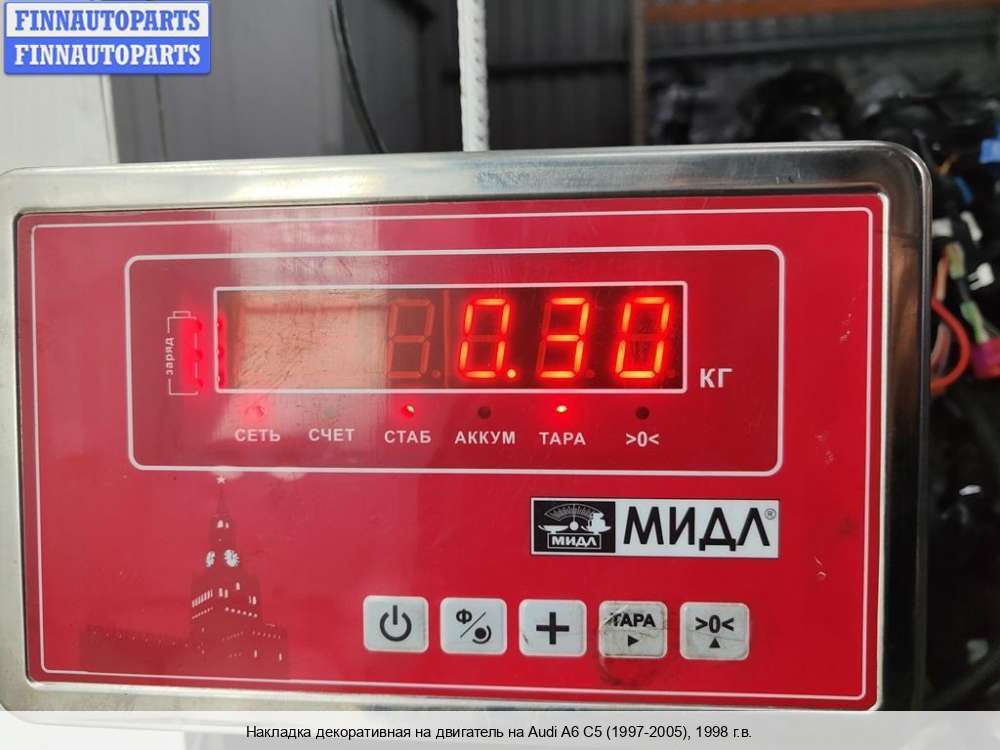 FINNAUTOPARTS
FINNAUTOPARTS
заряд
0.30
КГ
СЕТЬ СЧЕТ СТАБ АККУМ ТАРА >0<
МИДЛ МИДЛ®
Ф ТАРА >0<
Накладка декоративная на двигатель на Audi A6 C5 (1997-2005), 1998 г.в.